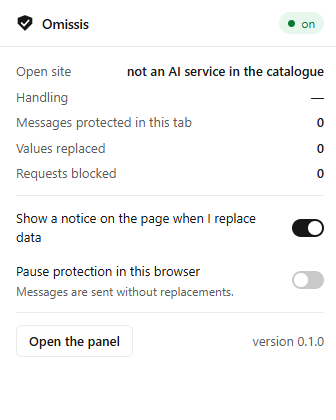 Omissis
on
Open site not an AI service in the catalogue
Handling —
Messages protected in this tab 0
Values replaced 0
Requests blocked 0
Show a notice on the page when I replace
data
Pause protection in this browser
Messages are sent without replacements.
Open the panel
version 0.1.0